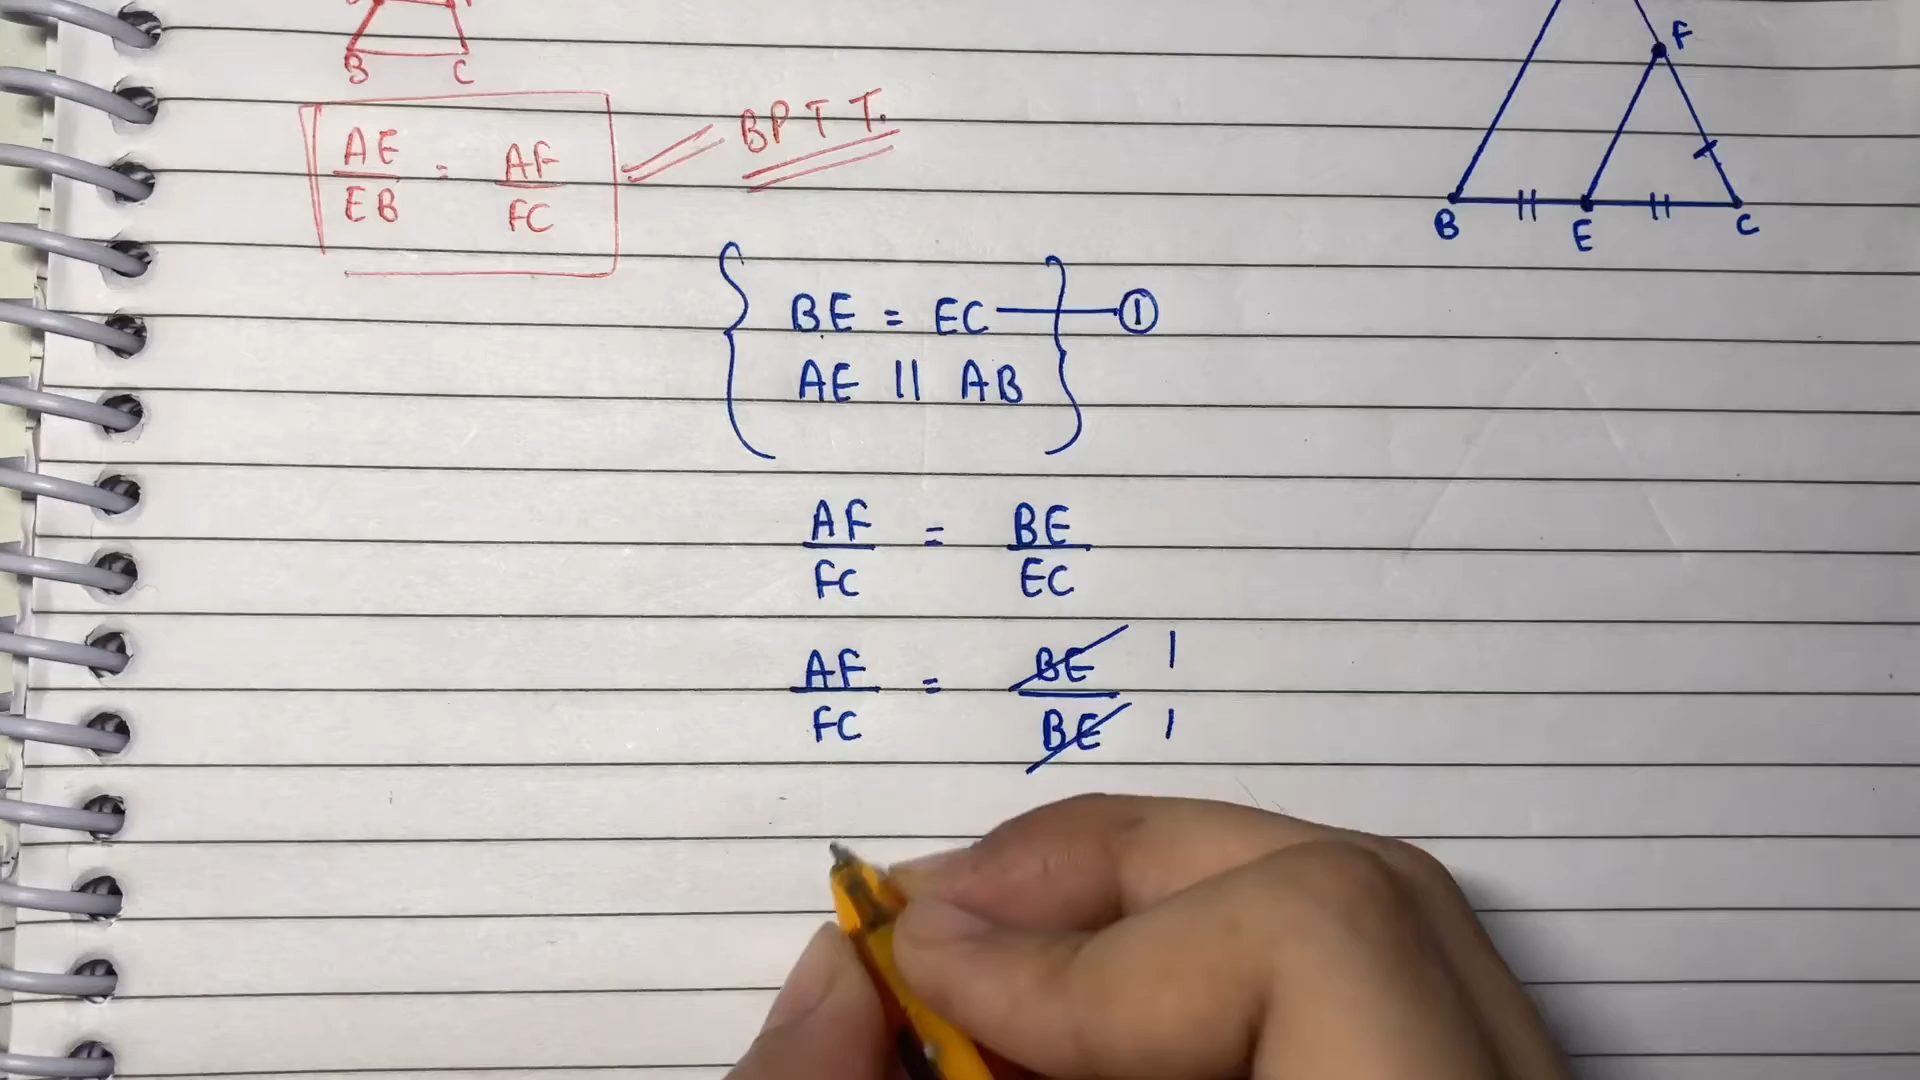 B C
AE/EB = AF/FC
BPTT.
F
B E C
BE = EC — ①
AE || AB
AF/FC = BE/EC
AF/FC = BE/BE 1/1